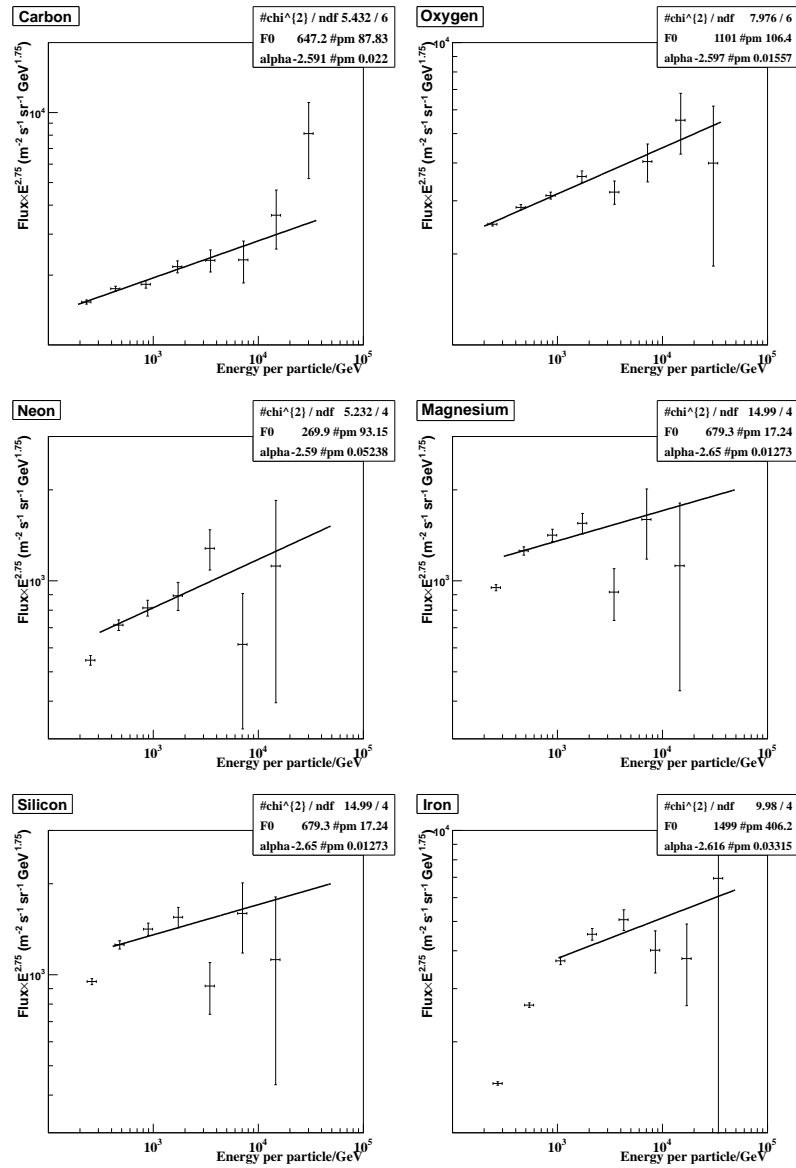 Carbon
#chi^{2} / ndf 5.432 / 6
F0 647.2 #pm 87.83
alpha -2.591 #pm 0.022
Flux×E^{2.75} (m^{-2} s^{-1} sr^{-1} GeV^{1.75})
10^4
10^3 10^4 10^5
Energy per particle/GeV
Oxygen
#chi^{2} / ndf 7.976 / 6
F0 1101 #pm 106.4
alpha -2.597 #pm 0.01557
Flux×E^{2.75} (m^{-2} s^{-1} sr^{-1} GeV^{1.75})
10^4
10^3 10^4 10^5
Energy per particle/GeV
Neon
#chi^{2} / ndf 5.232 / 4
F0 269.9 #pm 93.15
alpha -2.59 #pm 0.05238
Flux×E^{2.75} (m^{-2} s^{-1} sr^{-1} GeV^{1.75})
10^3
10^3 10^4 10^5
Energy per particle/GeV
Magnesium
#chi^{2} / ndf 14.99 / 4
F0 679.3 #pm 17.24
alpha -2.65 #pm 0.01273
Flux×E^{2.75} (m^{-2} s^{-1} sr^{-1} GeV^{1.75})
10^3
10^3 10^4 10^5
Energy per particle/GeV
Silicon
#chi^{2} / ndf 14.99 / 4
F0 679.3 #pm 17.24
alpha -2.65 #pm 0.01273
Flux×E^{2.75} (m^{-2} s^{-1} sr^{-1} GeV^{1.75})
10^3
10^3 10^4 10^5
Energy per particle/GeV
Iron
#chi^{2} / ndf 9.98 / 4
F0 1499 #pm 406.2
alpha -2.616 #pm 0.03315
Flux×E^{2.75} (m^{-2} s^{-1} sr^{-1} GeV^{1.75})
10^4
10^3 10^4 10^5
Energy per particle/GeV